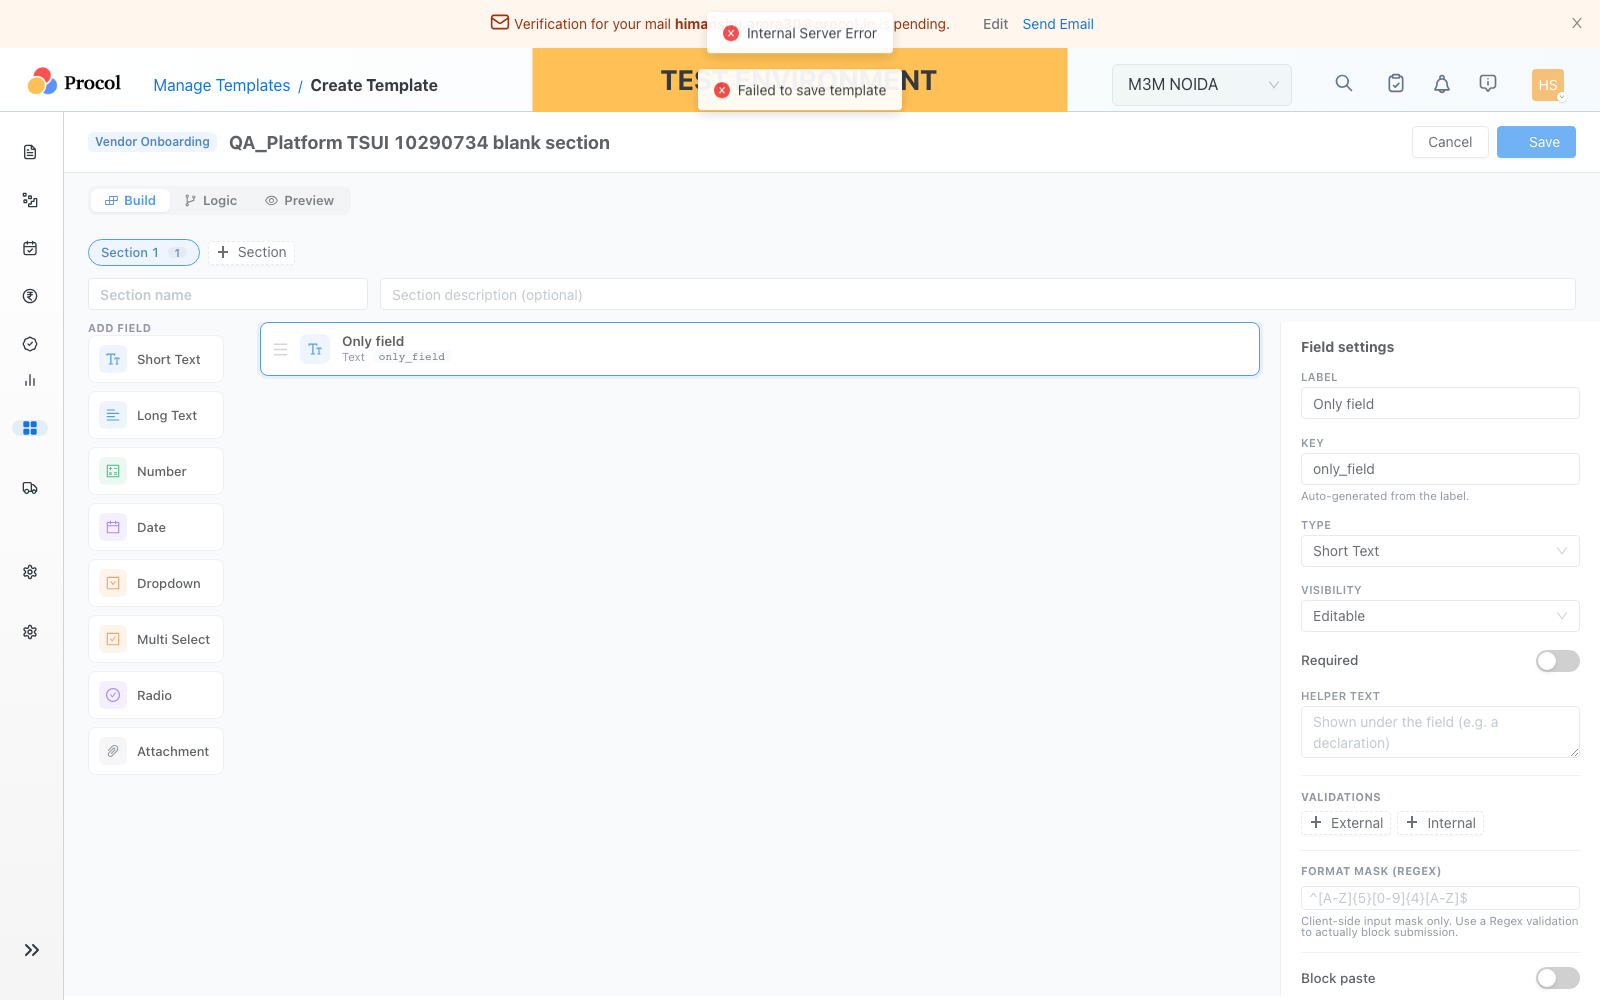 Verification for your mail hima is pending.
Edit
Send Email
Internal Server Error
Failed to save template
Procol
Manage Templates / Create Template
TEST ENVIRONMENT
M3M NOIDA
HS
Vendor Onboarding
QA_Platform TSUI 10290734 blank section
Cancel
Save
Build
Logic
Preview
Section 1 1
Section
Section name
Section description (optional)
ADD FIELD
Short Text
Long Text
Number
Date
Dropdown
Multi Select
Radio
Attachment
Only field
Text only_field
Field settings
LABEL
Only field
KEY
only_field
Auto-generated from the label.
TYPE
Short Text
VISIBILITY
Editable
Required
HELPER TEXT
Shown under the field (e.g. a
declaration)
VALIDATIONS
External
Internal
FORMAT MASK (REGEX)
^[A-Z]{5}[0-9]{4}[A-Z]$
Client-side input mask only. Use a Regex validation
to actually block submission.
Block paste